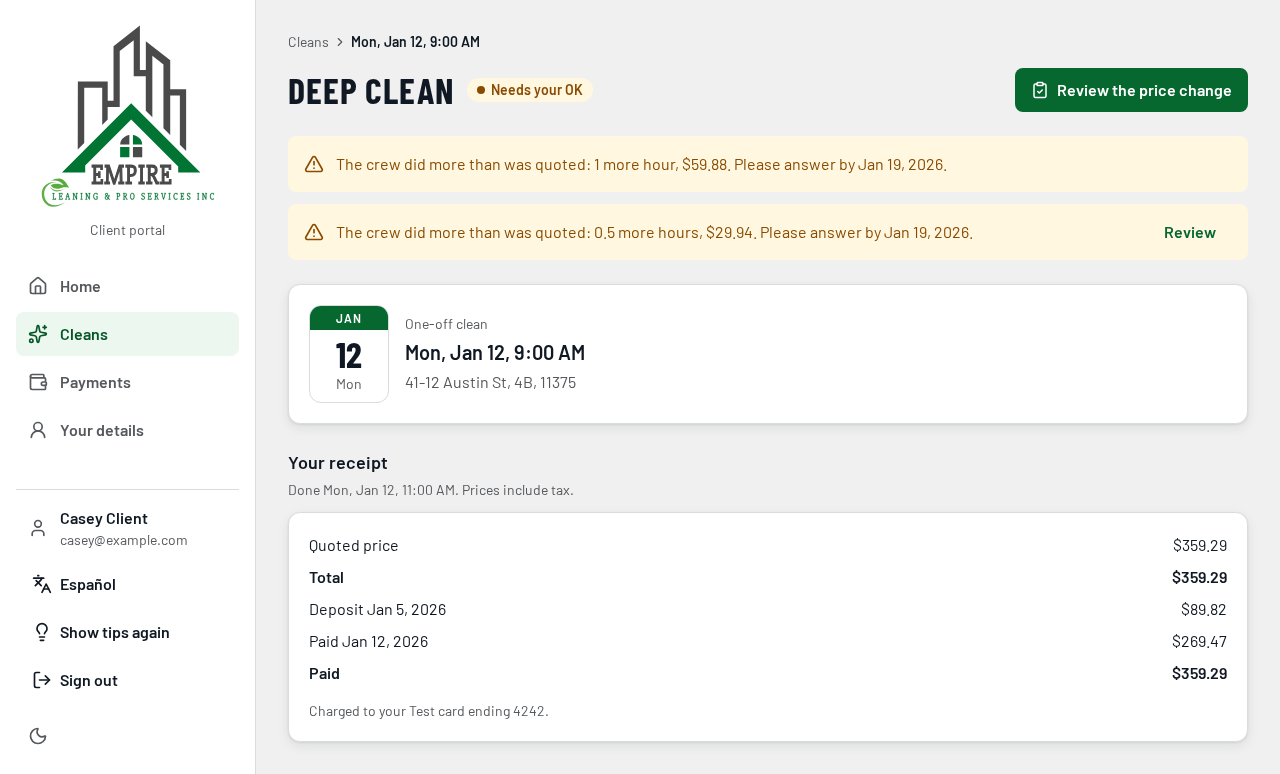 EMPIRE
LEANING & PRO SERVICES INC
Client portal
Home
Cleans
Payments
Your details
Casey Client
casey@example.com
Español
Show tips again
Sign out
Cleans > Mon, Jan 12, 9:00 AM
DEEP CLEAN
Needs your OK
Review the price change
The crew did more than was quoted: 1 more hour, $59.88. Please answer by Jan 19, 2026.
The crew did more than was quoted: 0.5 more hours, $29.94. Please answer by Jan 19, 2026.
Review
JAN
12
Mon
One-off clean
Mon, Jan 12, 9:00 AM
41-12 Austin St, 4B, 11375
Your receipt
Done Mon, Jan 12, 11:00 AM. Prices include tax.
Quoted price $359.29
Total $359.29
Deposit Jan 5, 2026 $89.82
Paid Jan 12, 2026 $269.47
Paid $359.29
Charged to your Test card ending 4242.